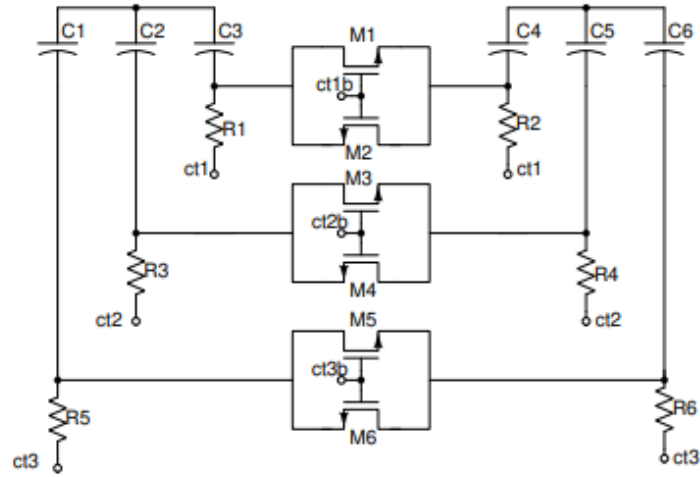 C1 C2 C3 M1 C4 C5 C6
ct1b
R1 R2
M2
ct1 ct1
M3
ct2b
R3 R4
M4
ct2 ct2
M5
ct3b
R5 R6
M6
ct3 ct3